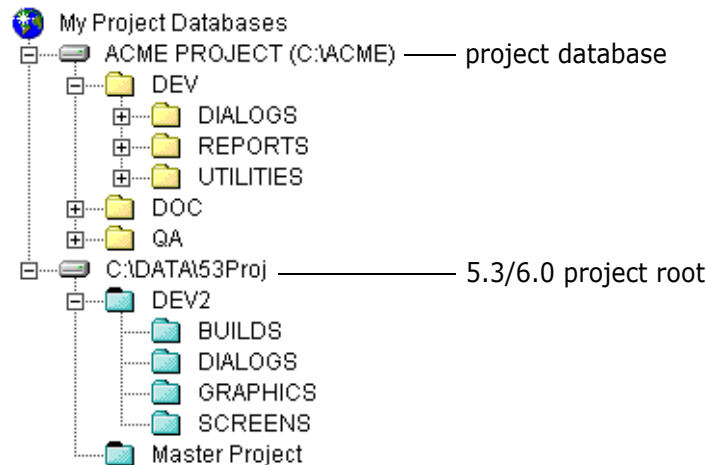 My Project Databases
ACME PROJECT (C:\ACME) project database
DEV
DIALOGS
REPORTS
UTILITIES
DOC
QA
C:\DATA\53Proj 5.3/6.0 project root
DEV2
BUILDS
DIALOGS
GRAPHICS
SCREENS
Master Project